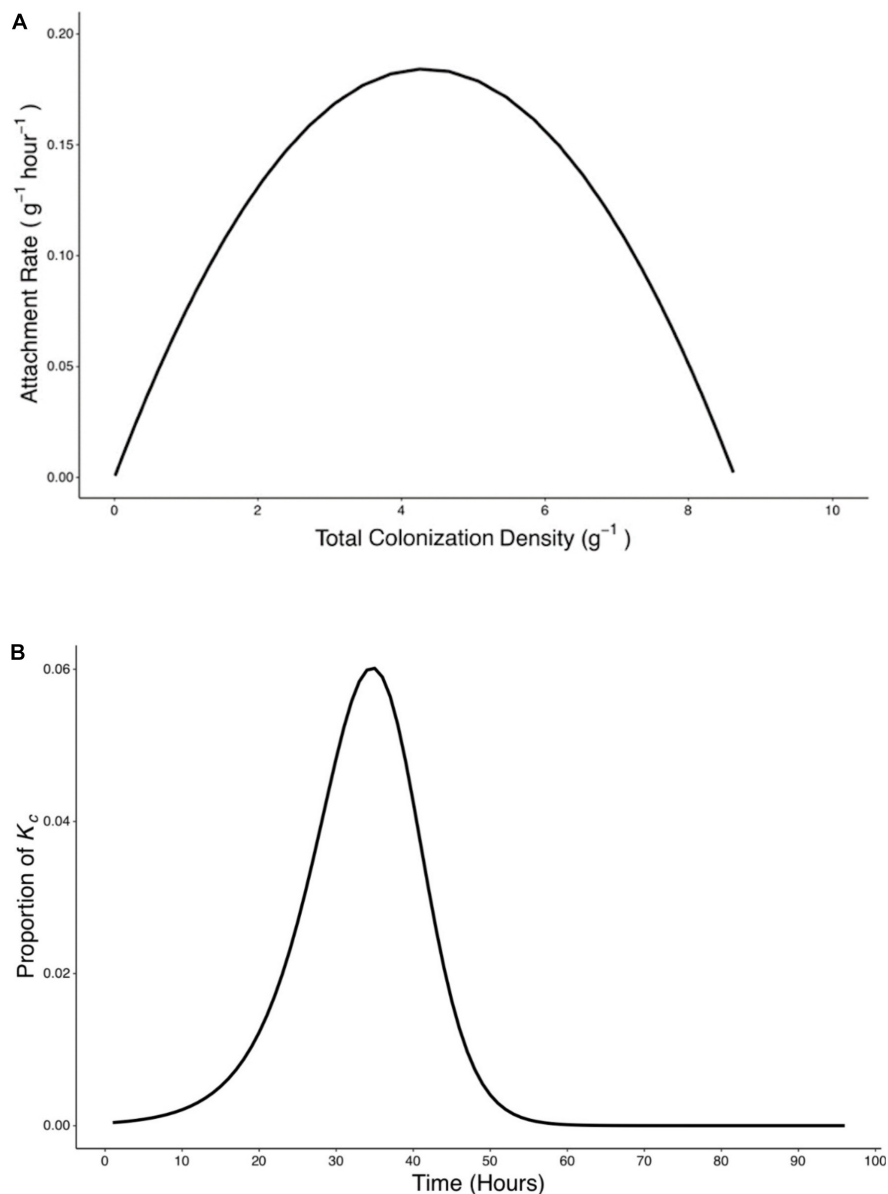 A
0.20
0.15
0.10
0.05
0.00
Attachment Rate ( g⁻¹ hour⁻¹ )
0 2 4 6 8 10
Total Colonization Density (g⁻¹ )
B
0.06
0.04
0.02
0.00
Proportion of K_c
0 10 20 30 40 50 60 70 80 90 100
Time (Hours)